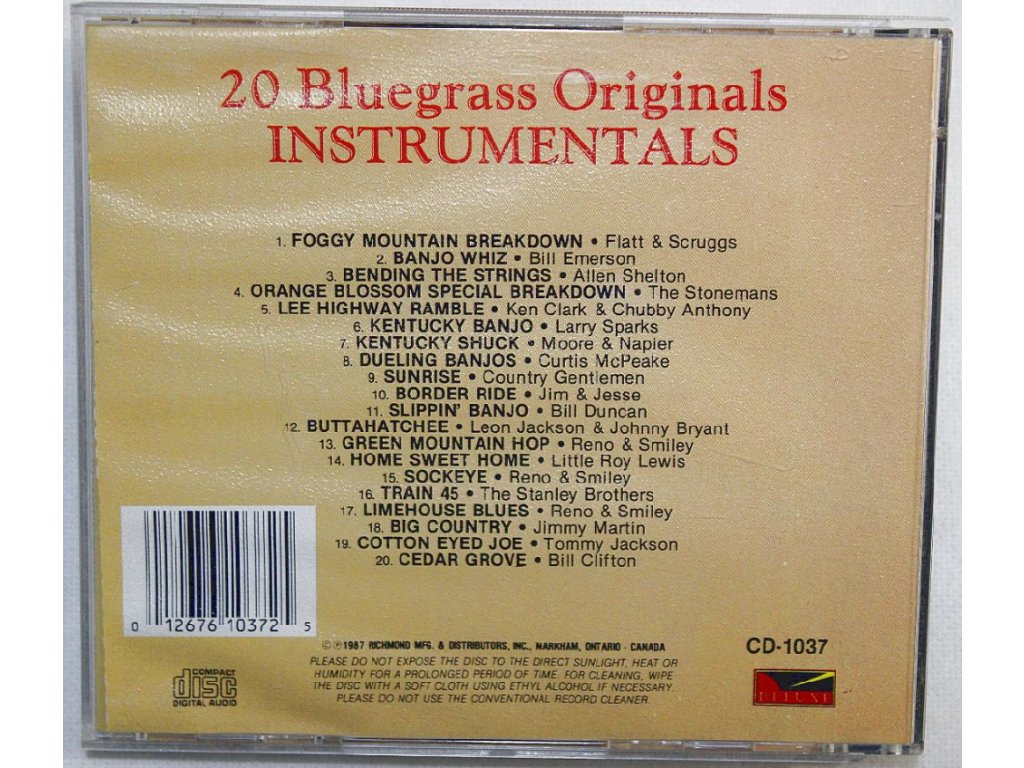 20 Bluegrass Originals
INSTRUMENTALS
1. FOGGY MOUNTAIN BREAKDOWN • Flatt & Scruggs
2. BANJO WHIZ • Bill Emerson
3. BENDING THE STRINGS • Allen Shelton
4. ORANGE BLOSSOM SPECIAL BREAKDOWN • The Stonemans
5. LEE HIGHWAY RAMBLE • Ken Clark & Chubby Anthony
6. KENTUCKY BANJO • Larry Sparks
7. KENTUCKY SHUCK • Moore & Napier
8. DUELING BANJOS • Curtis McPeake
9. SUNRISE • Country Gentlemen
10. BORDER RIDE • Jim & Jesse
11. SLIPPIN' BANJO • Bill Duncan
12. BUTTAHATCHEE • Leon Jackson & Johnny Bryant
13. GREEN MOUNTAIN HOP • Reno & Smiley
14. HOME SWEET HOME • Little Roy Lewis
15. SOCKEYE • Reno & Smiley
16. TRAIN 45 • The Stanley Brothers
17. LIMEHOUSE BLUES • Reno & Smiley
18. BIG COUNTRY • Jimmy Martin
19. COTTON EYED JOE • Tommy Jackson
20. CEDAR GROVE • Bill Clifton
0 12676 10372 5
©℗1987 RICHMOND MFG. & DISTRIBUTORS, INC., MARKHAM, ONTARIO - CANADA
PLEASE DO NOT EXPOSE THE DISC TO THE DIRECT SUNLIGHT, HEAT OR
HUMIDITY FOR A PROLONGED PERIOD OF TIME. FOR CLEANING, WIPE
THE DISC WITH A SOFT CLOTH USING ETHYL ALCOHOL IF NECESSARY.
PLEASE DO NOT USE THE CONVENTIONAL RECORD CLEANER.
COMPACT
disc
DIGITAL AUDIO
CD-1037
DELUXE